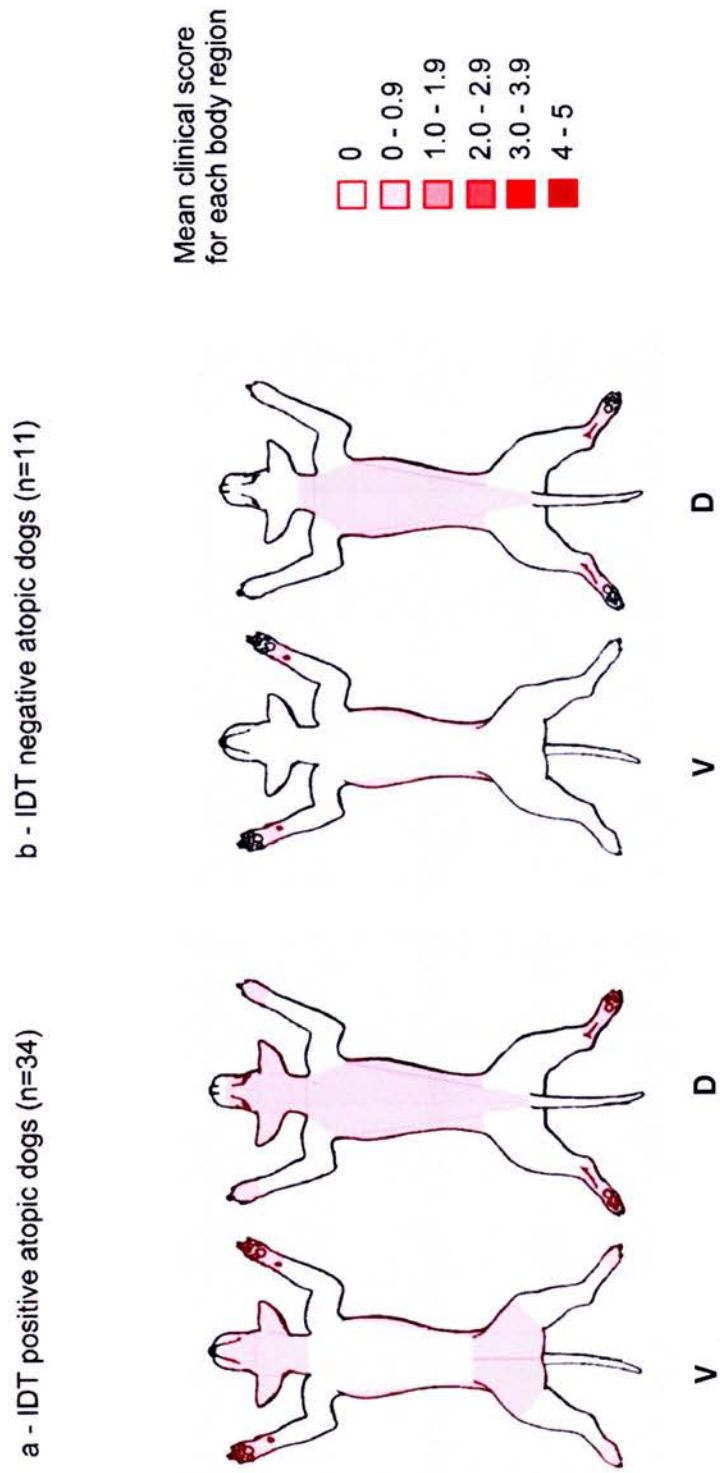 a - IDT positive atopic dogs (n=34)
V
D
b - IDT negative atopic dogs (n=11)
V
D
Mean clinical score
for each body region
0
0 - 0.9
1.0 - 1.9
2.0 - 2.9
3.0 - 3.9
4 - 5